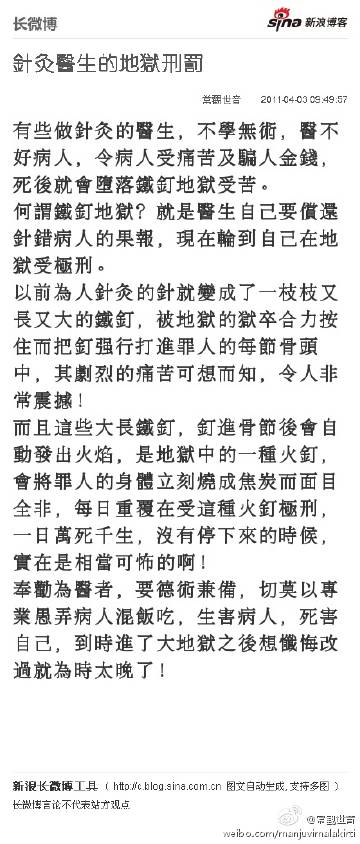 长微博
sina 新浪博客
針灸醫生的地獄刑罰
常觀世音 2011-04-03 09:49:57
有些做針灸的醫生，不學無術，醫不
好病人，令病人受痛苦及騙人金錢，
死後就會墮落鐵釘地獄受苦。
何謂鐵釘地獄？就是醫生自己要償還
針錯病人的果報，現在輪到自己在地
獄受極刑。
以前為人針灸的針就變成了一枝枝又
長又大的鐵釘，被地獄的獄卒合力按
住而把釘强行打進罪人的每節骨頭
中，其劇烈的痛苦可想而知，令人非
常震撼！
而且這些大長鐵釘，釘進骨節後會自
動發出火焰，是地獄中的一種火釘，
會將罪人的身體立刻燒成焦炭而面目
全非，每日重覆在受這種火釘極刑，
一日萬死千生，沒有停下來的時候，
實在是相當可怖的啊！
奉勸為醫者，要德術兼備，切莫以專
業愚弄病人混飯吃，生害病人，死害
自己，到時進了大地獄之後想懺悔改
過就為時太晚了！
新浪长微博工具（ http://c.blog.sina.com.cn 图文自动生成,支持多图 ）
长微博言论不代表站方观点
@常觀世音
weibo.com/manjuvimalakirti